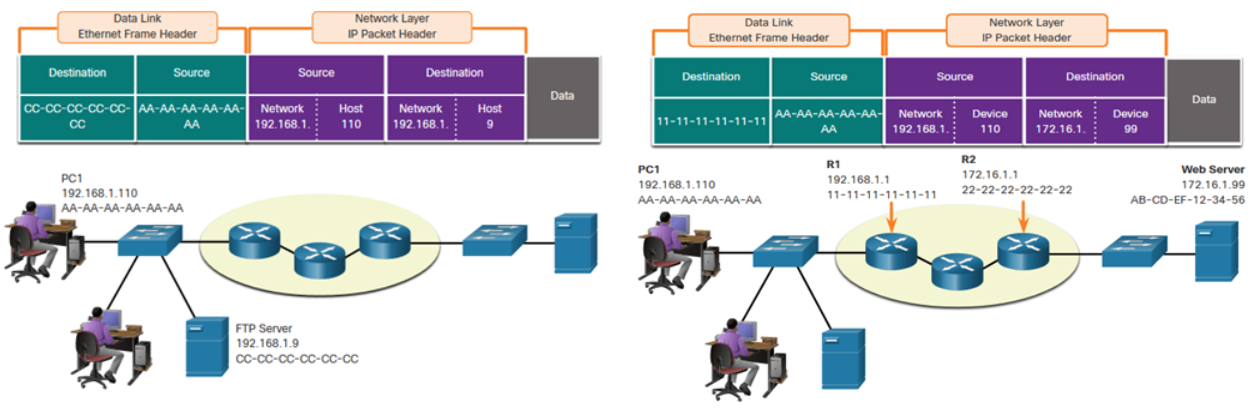 Data Link
Ethernet Frame Header
Network Layer
IP Packet Header
Destination
Source
Source
Destination
Data
CC-CC-CC-CC-CC-
CC
AA-AA-AA-AA-AA-
AA
Network
192.168.1.
Host
110
Network
192.168.1.
Host
9
PC1
192.168.1.110
AA-AA-AA-AA-AA-AA
FTP Server
192.168.1.9
CC-CC-CC-CC-CC-CC
Data Link
Ethernet Frame Header
Network Layer
IP Packet Header
Destination
Source
Source
Destination
Data
11-11-11-11-11-11
AA-AA-AA-AA-AA-
AA
Network
192.168.1.
Device
110
Network
172.16.1.
Device
99
PC1
192.168.1.110
AA-AA-AA-AA-AA-AA
R1
192.168.1.1
11-11-11-11-11-11
R2
172.16.1.1
22-22-22-22-22-22
Web Server
172.16.1.99
AB-CD-EF-12-34-56